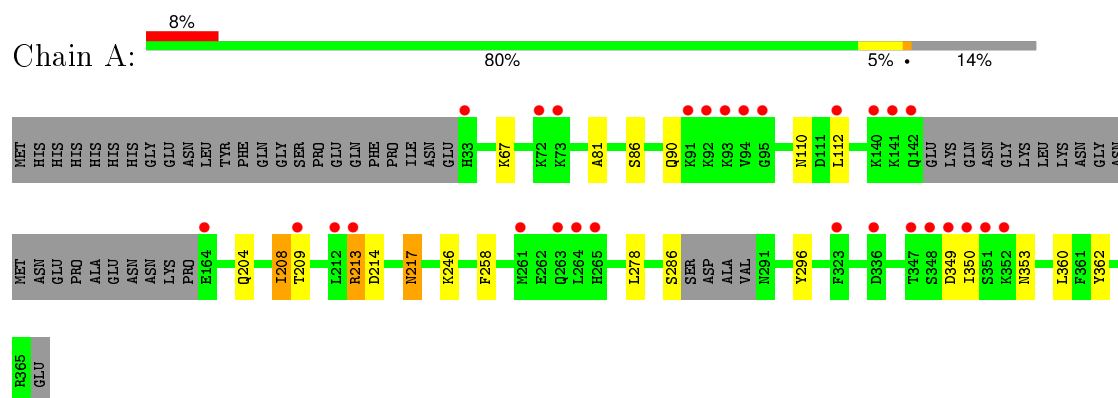 8%
Chain A:
80% 5% • 14%
MET HIS HIS HIS HIS HIS HIS GLY GLU ASN LEU TYR PHE GLN GLY SER PRO GLU GLN PHE PRO ILE ASN GLU H33 K67 K72 K73 A81 S86 Q90 K91 K92 K93 V94 G95 N110 D111 L112 K140 K141 Q142 GLU LYS GLN ASN GLY LYS LEU LYS ASN GLY ASN
MET ASN GLU PRO ALA GLU ASN ASN LYS PRO E164 Q204 I208 T209 L212 R213 D214 N217 K246 F258 M261 E262 Q263 L264 H265 L278 S286 SER ASP ALA VAL N291 Y296 F323 D336 T347 S348 D349 I350 S351 K352 N353 L360 F361 Y362
R365 GLU